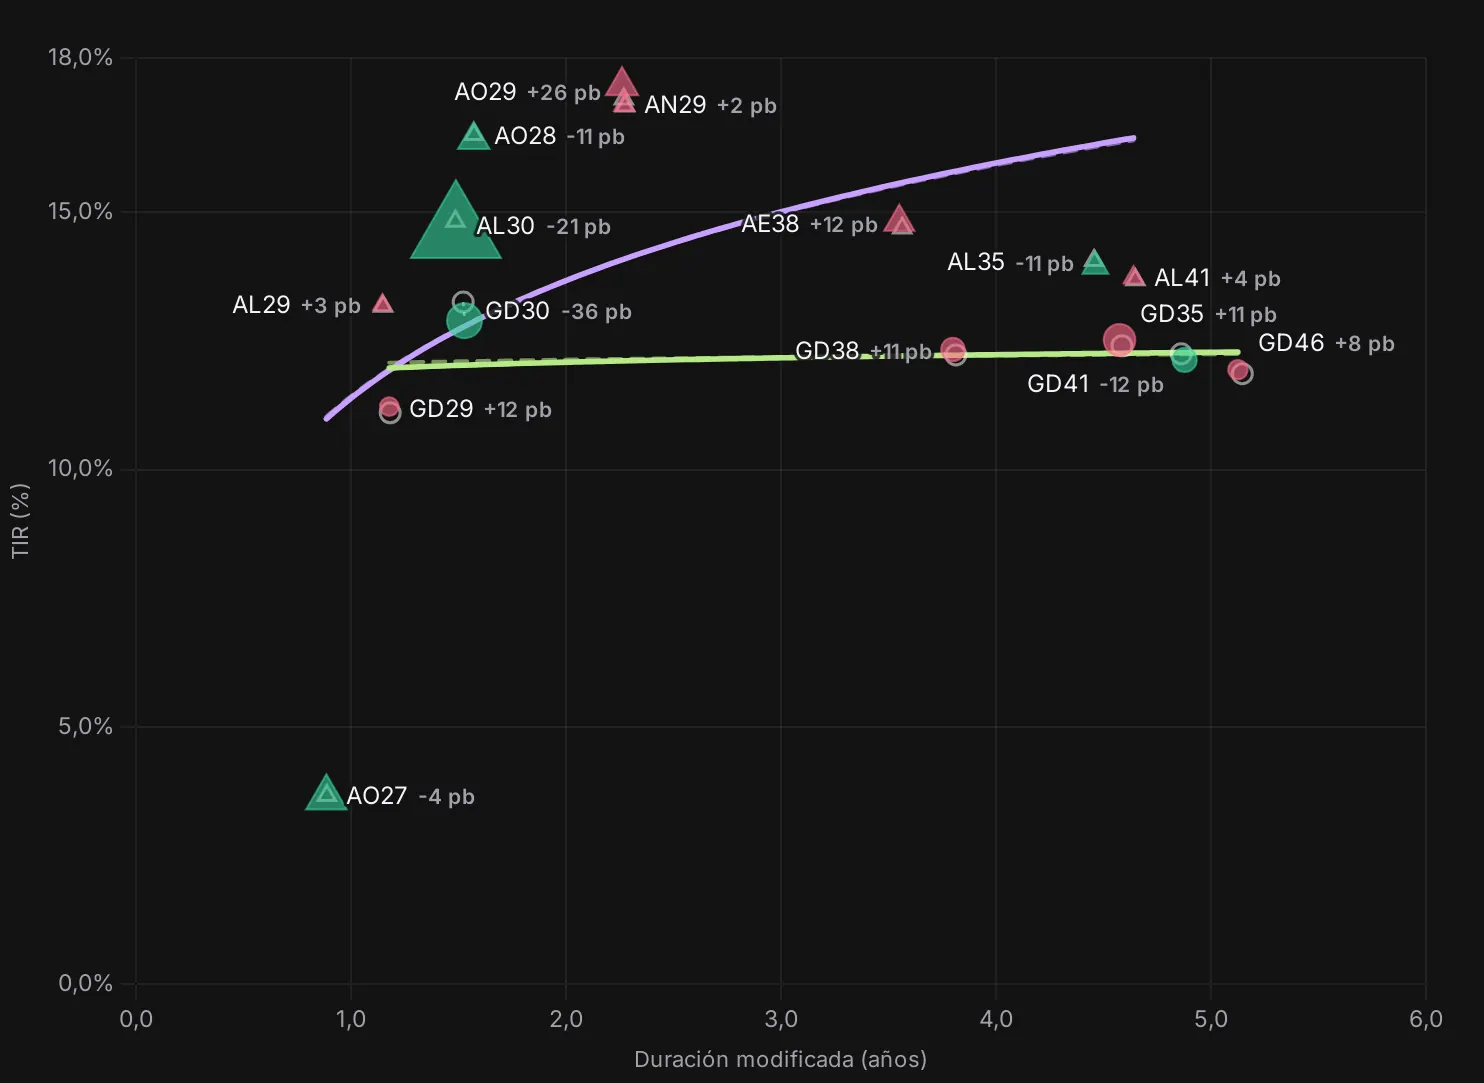 18,0%
AO29 +26 pb
AN29 +2 pb
AO28 -11 pb
15,0%
AL30 -21 pb
AE38 +12 pb
AL35 -11 pb
AL41 +4 pb
AL29 +3 pb
GD30 -36 pb
GD35 +11 pb
GD38 +11 pb
GD46 +8 pb
GD41 -12 pb
GD29 +12 pb
10,0%
TIR (%)
5,0%
AO27 -4 pb
0,0%
0,0 1,0 2,0 3,0 4,0 5,0 6,0
Duración modificada (años)